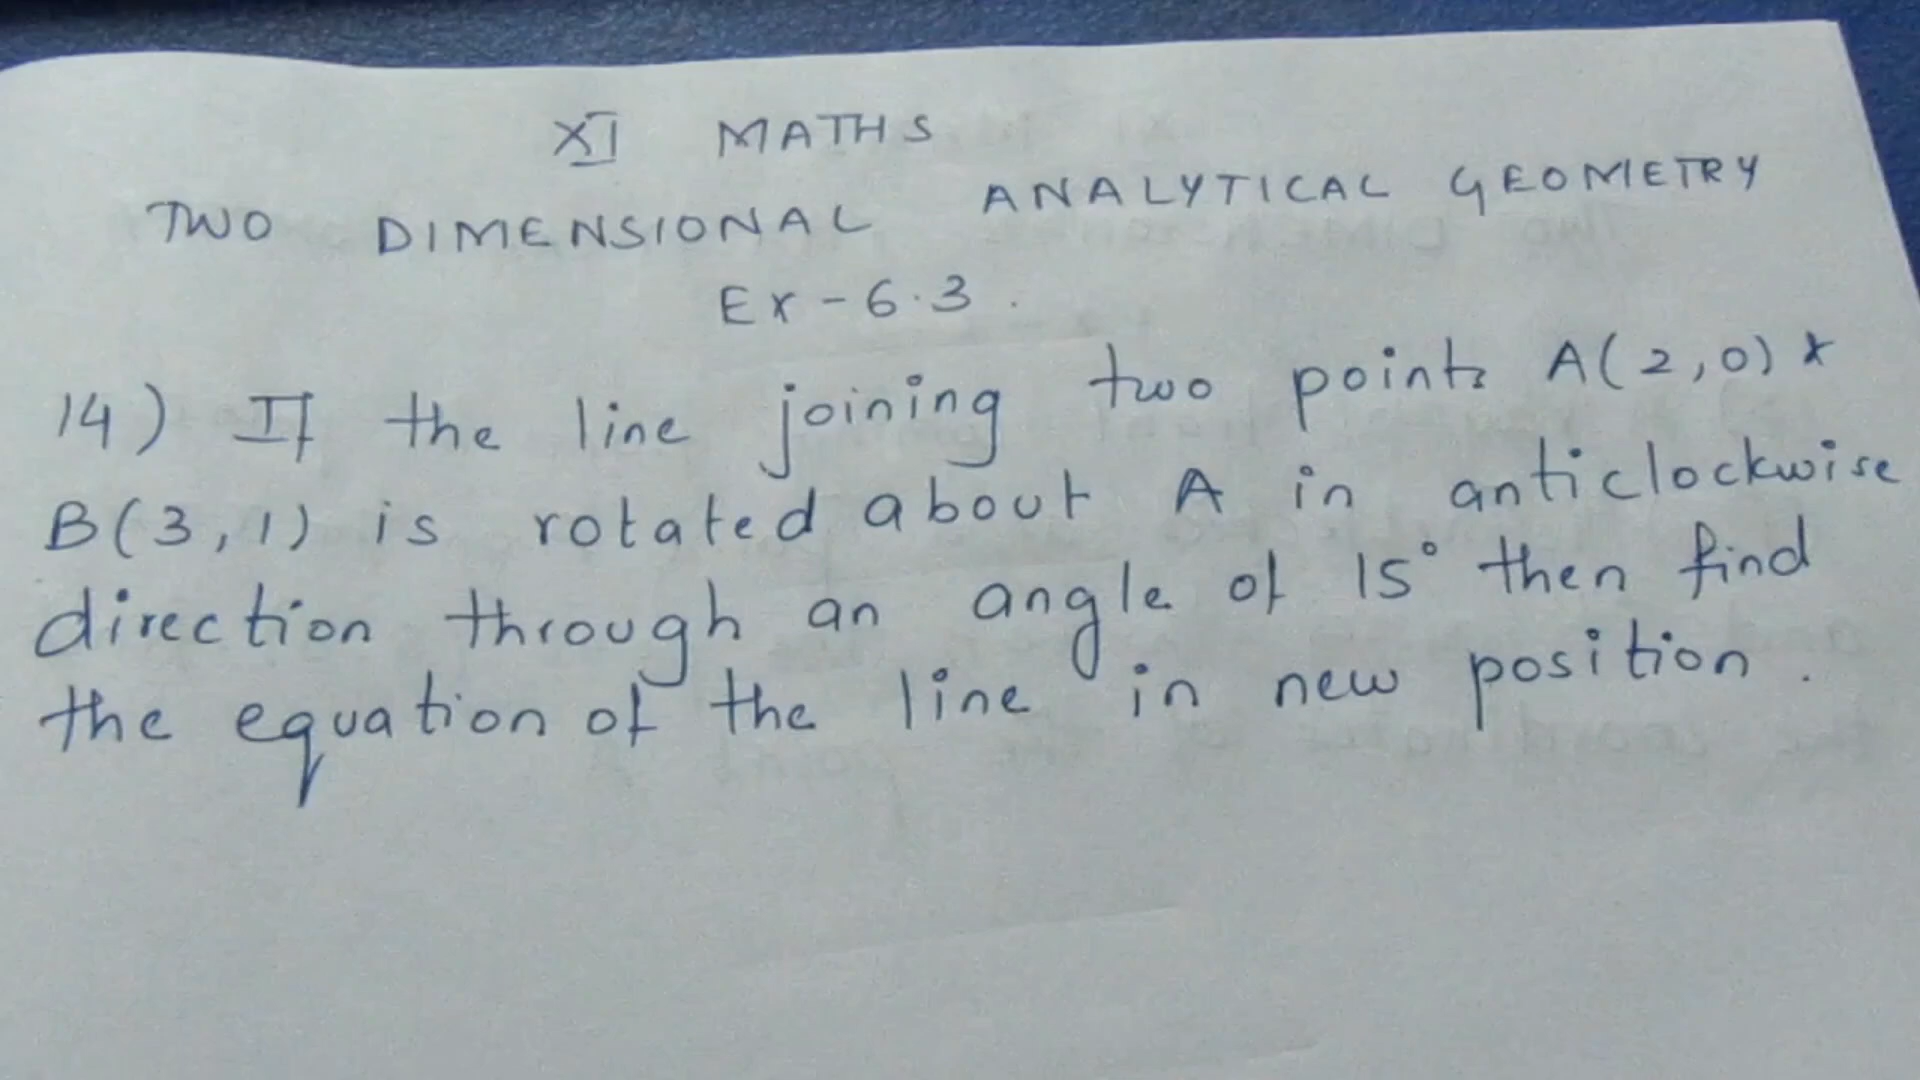 XI MATHS
TWO DIMENSIONAL ANALYTICAL GEOMETRY
Ex - 6.3.
14) If the line joining two points A(2,0) &
B(3,1) is rotated about A in anticlockwise
direction through an angle of 15° then find
the equation of the line in new position.